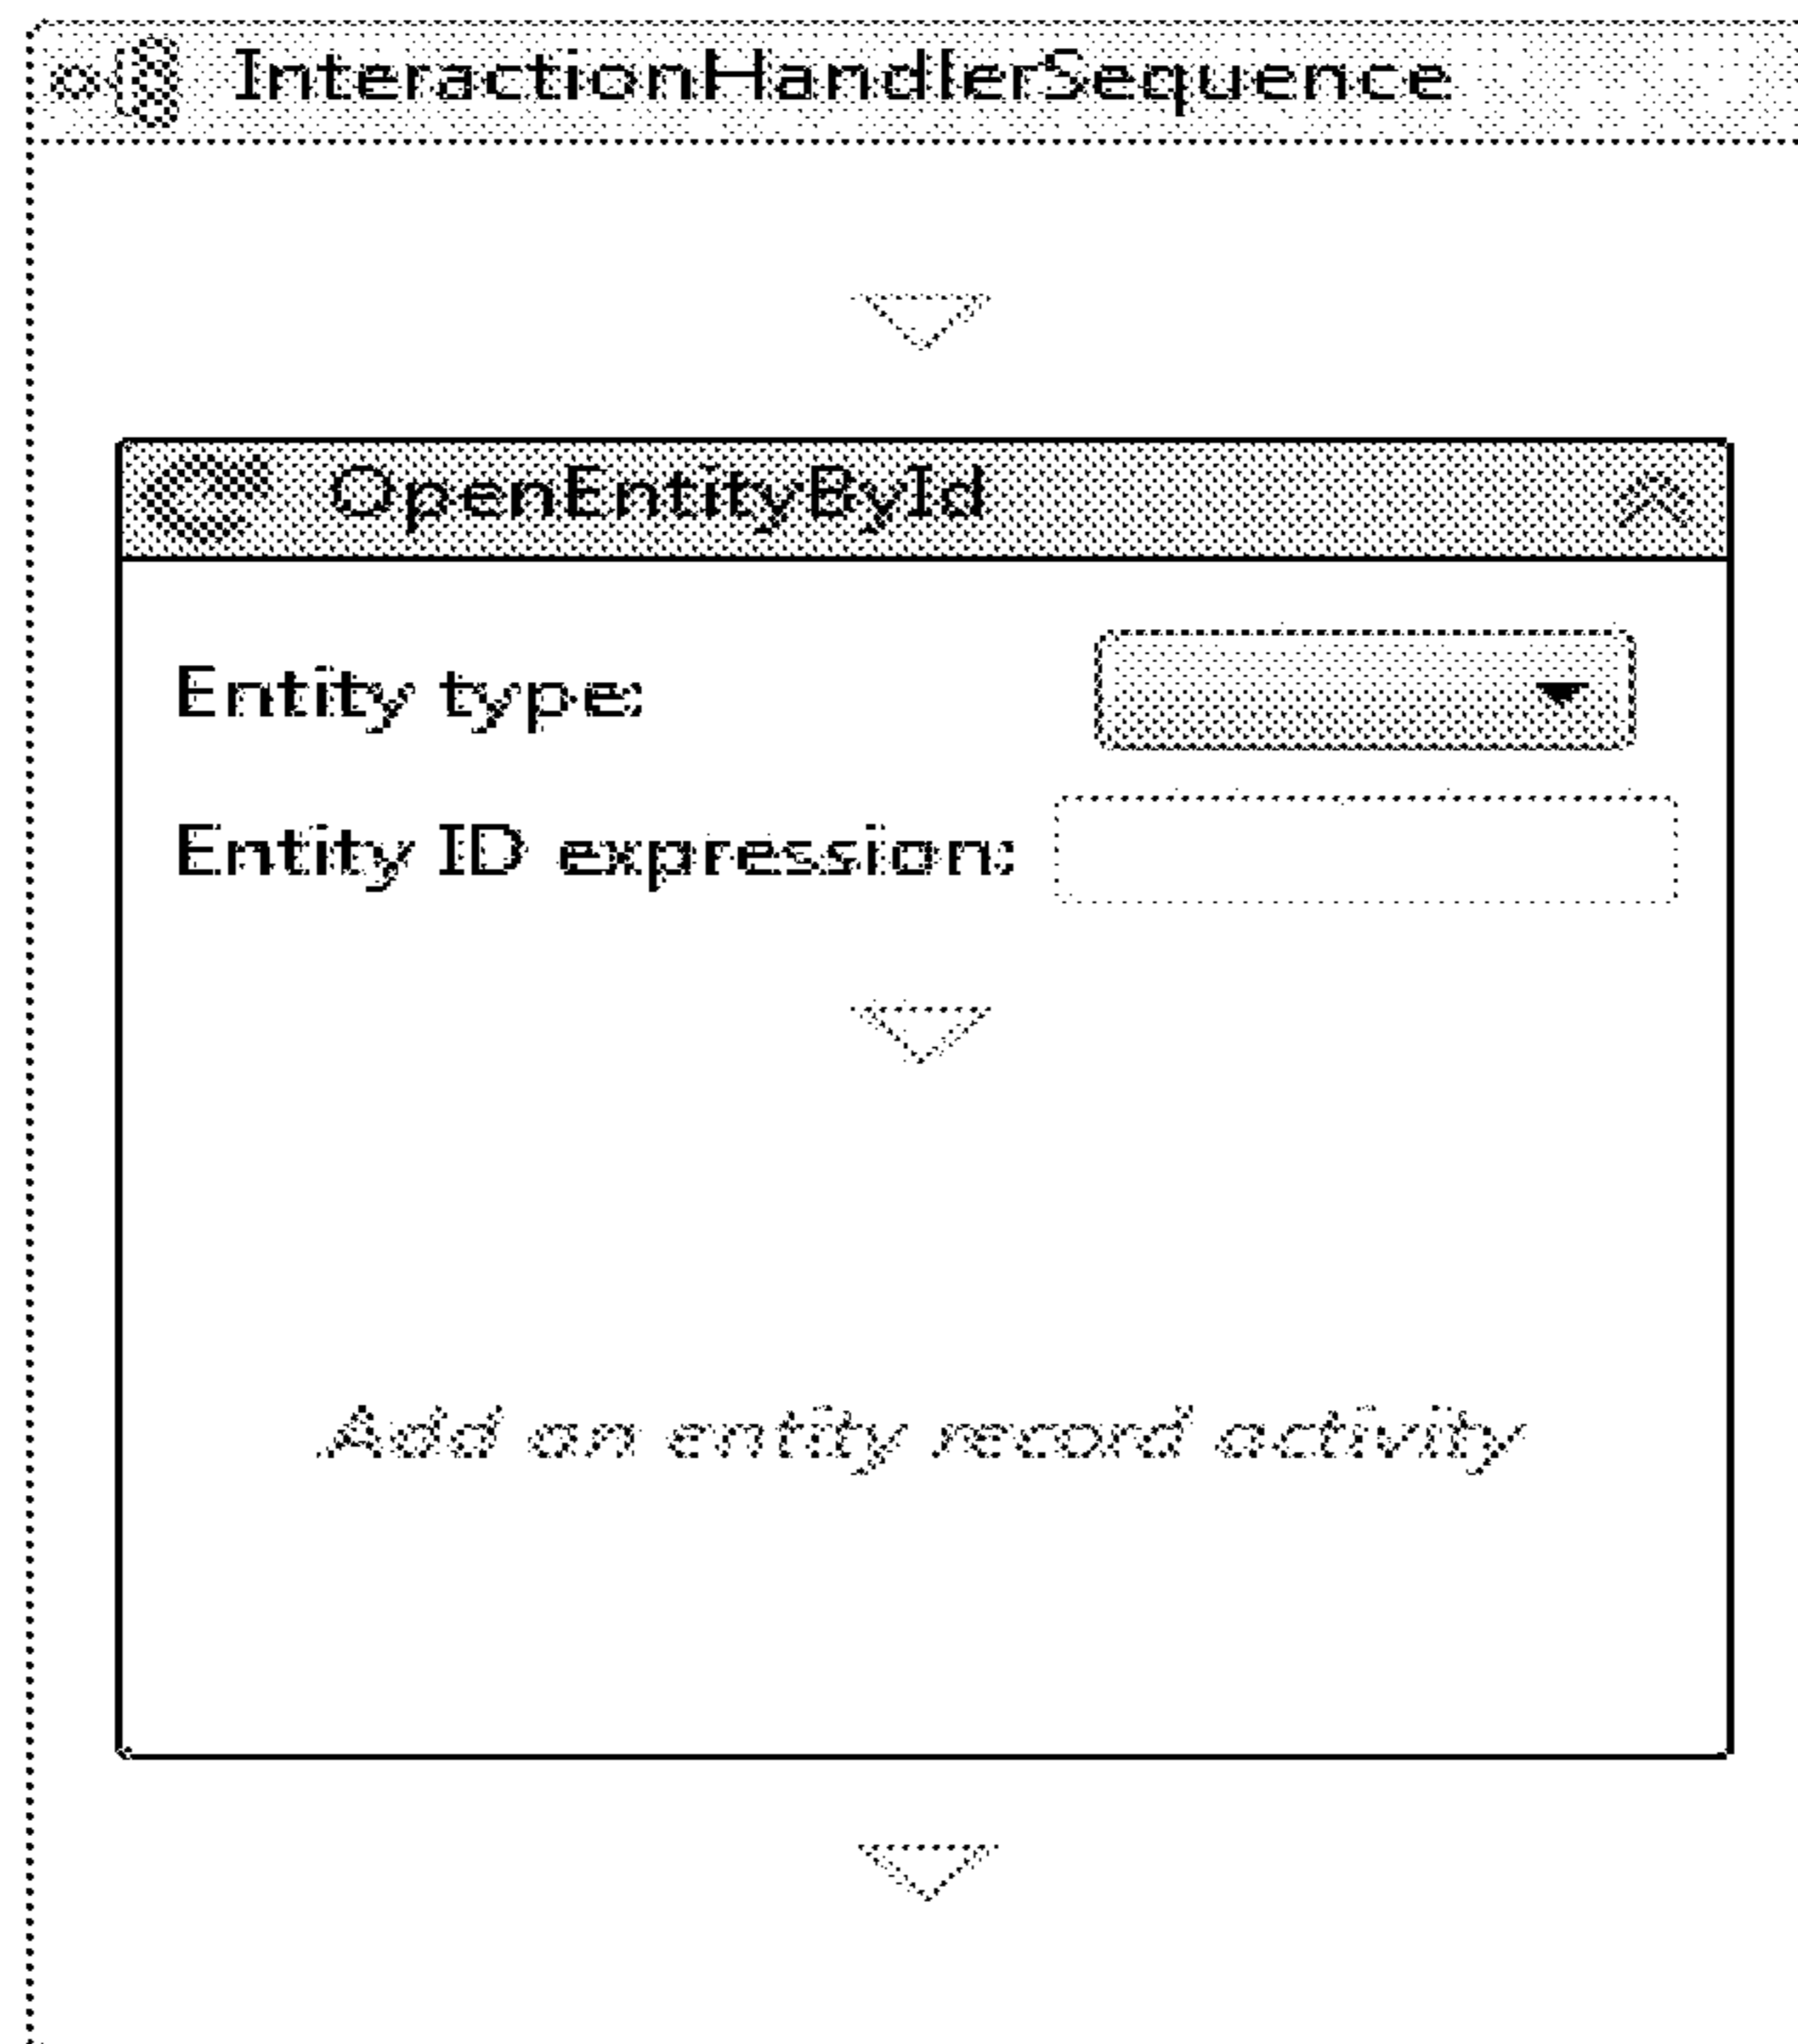 InteractionHandlerSequence
OpenEntityById
Entity type:
Entity ID expression:
Add an entity record activity